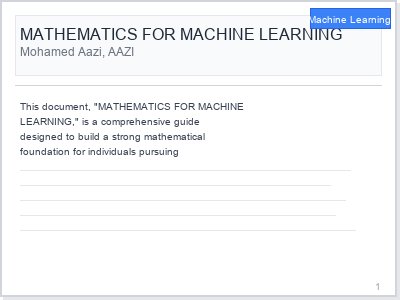 Machine Learning
MATHEMATICS FOR MACHINE LEARNING
Mohamed Aazi, AAZI
This document, "MATHEMATICS FOR MACHINE
LEARNING," is a comprehensive guide
designed to build a strong mathematical
foundation for individuals pursuing
1